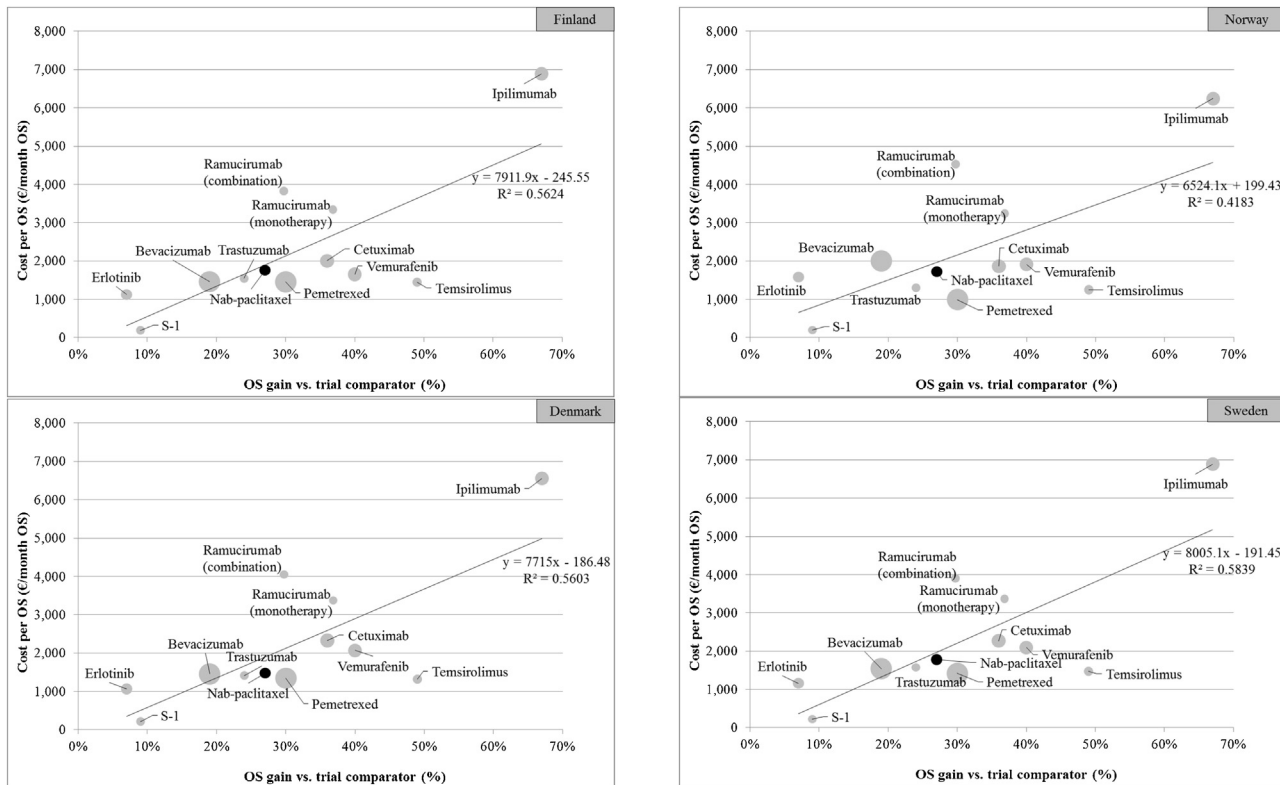 Finland
8,000
7,000
6,000
5,000
4,000
3,000
2,000
1,000
0
Cost per OS (€/month OS)
Ipilimumab
Ramucirumab
(combination)
y = 7911.9x - 245.55
R² = 0.5624
Ramucirumab
(monotherapy)
Bevacizumab
Trastuzumab
Cetuximab
Vemurafenib
Erlotinib
Nab-paclitaxel
Pemetrexed
Temsirolimus
S-1
0% 10% 20% 30% 40% 50% 60% 70%
OS gain vs. trial comparator (%)
Norway
8,000
7,000
6,000
5,000
4,000
3,000
2,000
1,000
0
Cost per OS (€/month OS)
Ipilimumab
Ramucirumab
(combination)
y = 6524.1x + 199.43
R² = 0.4183
Ramucirumab
(monotherapy)
Bevacizumab
Cetuximab
Vemurafenib
Erlotinib
Nab-paclitaxel
Trastuzumab
Temsirolimus
Pemetrexed
S-1
0% 10% 20% 30% 40% 50% 60% 70%
OS gain vs. trial comparator (%)
Denmark
8,000
7,000
6,000
5,000
4,000
3,000
2,000
1,000
0
Cost per OS (€/month OS)
Ipilimumab
Ramucirumab
(combination)
y = 7715x - 186.48
R² = 0.5603
Ramucirumab
(monotherapy)
Bevacizumab
Cetuximab
Trastuzumab
Vemurafenib
Erlotinib
Nab-paclitaxel
Temsirolimus
Pemetrexed
S-1
0% 10% 20% 30% 40% 50% 60% 70%
OS gain vs. trial comparator (%)
Sweden
8,000
7,000
6,000
5,000
4,000
3,000
2,000
1,000
0
Cost per OS (€/month OS)
Ipilimumab
Ramucirumab
(combination)
y = 8005.1x - 191.45
R² = 0.5839
Ramucirumab
(monotherapy)
Bevacizumab
Cetuximab
Vemurafenib
Erlotinib
Nab-paclitaxel
Trastuzumab
Pemetrexed
Temsirolimus
S-1
0% 10% 20% 30% 40% 50% 60% 70%
OS gain vs. trial comparator (%)